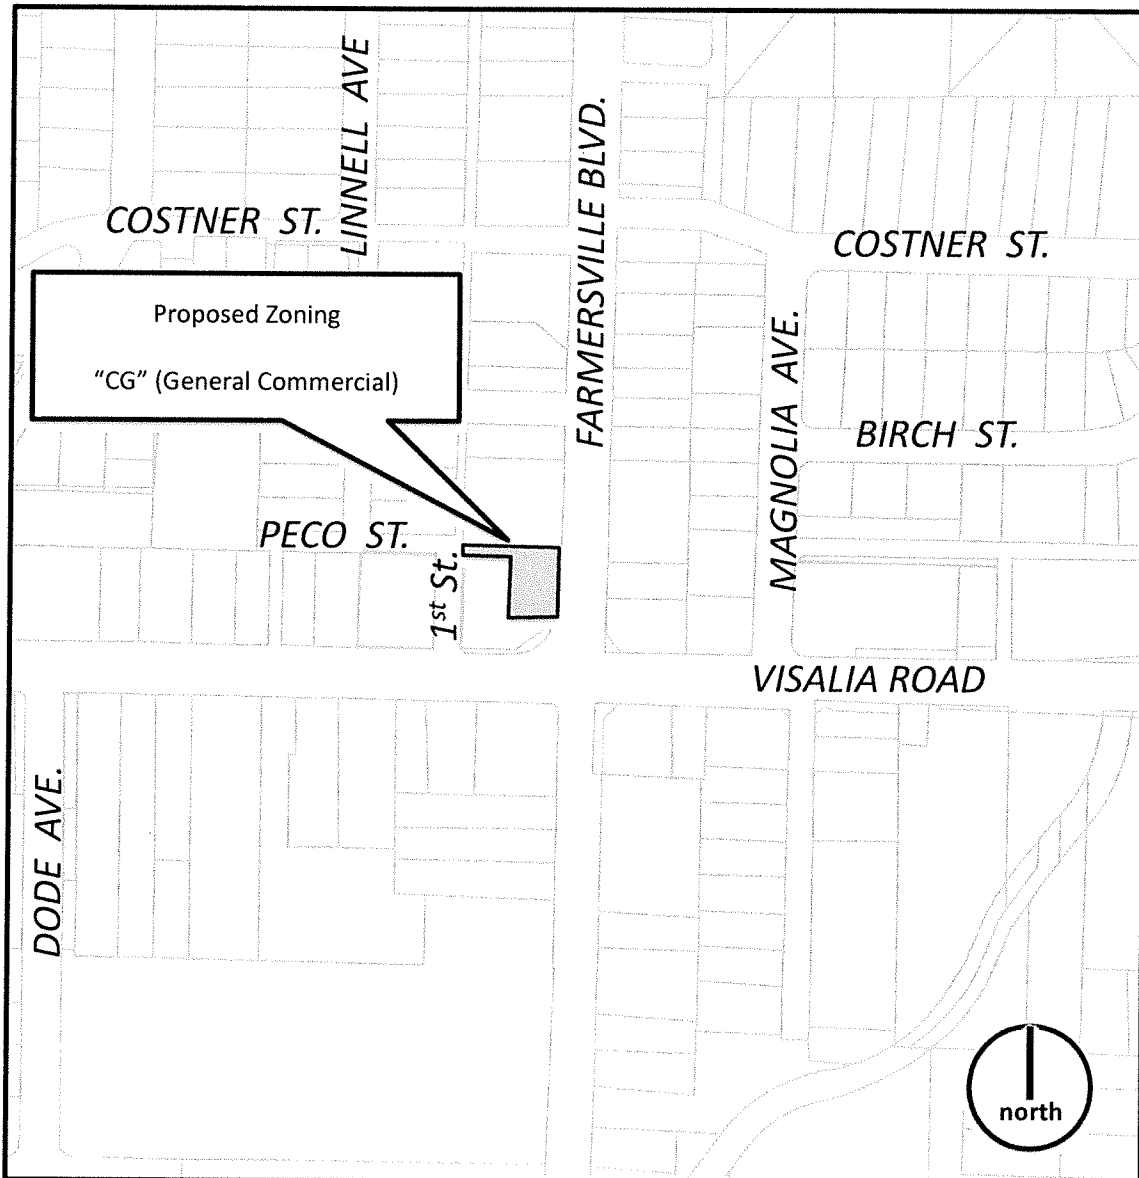 LINNELL AVE
FARMERSVILLE BLVD.
COSTNER ST.
COSTNER ST.
Proposed Zoning
"CG" (General Commercial)
MAGNOLIA AVE.
BIRCH ST.
PECO ST.
1st St.
VISALIA ROAD
DODE AVE.
north